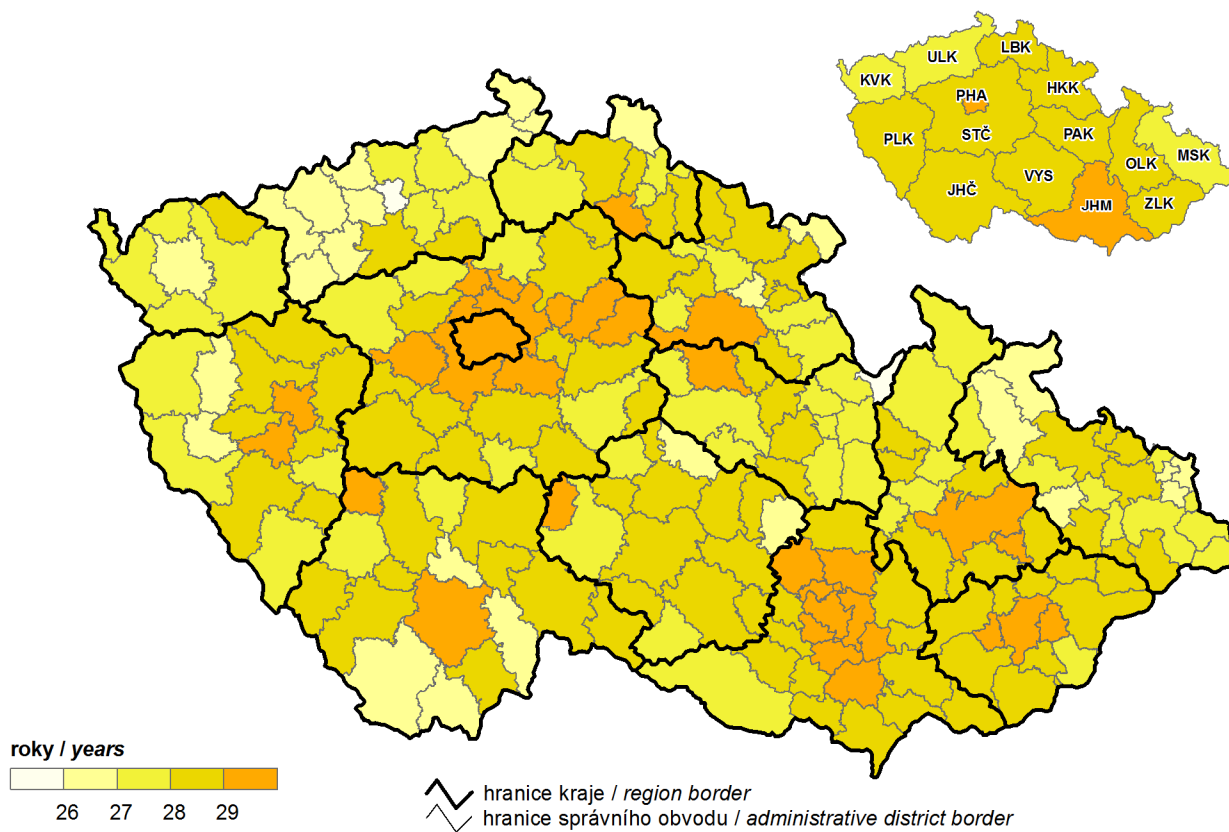 LBK
ULK
KVK
HKK
PHA
PLK
STČ
PAK
OLK
MSK
VYS
JHČ
ZLK
JHM
roky / years
26 27 28 29
hranice kraje / region border
hranice správního obvodu / administrative district border